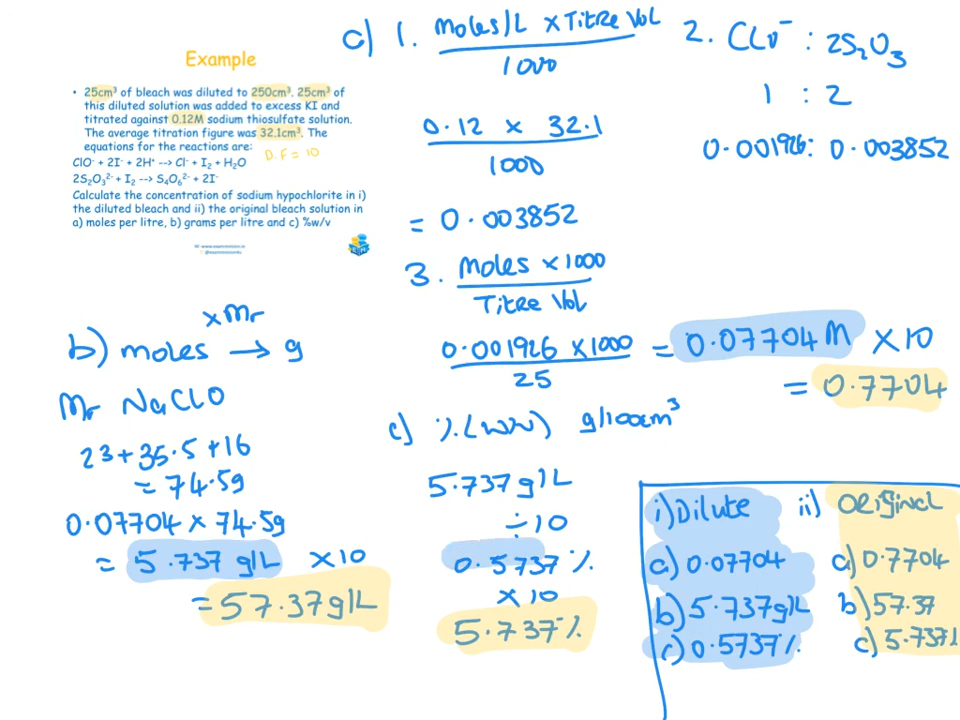 Example
• 25cm³ of bleach was diluted to 250cm³. 25cm³ of
this diluted solution was added to excess KI and
titrated against 0.12M sodium thiosulfate solution.
The average titration figure was 32.1cm³. The
equations for the reactions are:
D.F = 10
ClO⁻ + 2I⁻ + 2H⁺ --> Cl⁻ + I₂ + H₂O
2S₂O₃²⁻ + I₂ --> S₄O₆²⁻ + 2I⁻
Calculate the concentration of sodium hypochlorite in i)
the diluted bleach and ii) the original bleach solution in
a) moles per litre, b) grams per litre and c) %w/v
a) 1. Moles/L x Titre Vol
1000
0.12 x 32.1
1000
= 0.003852
2. ClO⁻ : 2S₂O₃
1 : 2
0.001926 : 0.003852
3. Moles x 1000
Titre Vol
0.001926 x 1000
25
= 0.07704 M x 10
= 0.7704
b) moles → g
x Mr
Mr NaClO
23 + 35.5 + 16
= 74.5g
0.07704 x 74.5g
= 5.737 g/L x 10
= 57.37g/L
c) %(w/v) g/100cm³
5.737 g/L
÷ 10
0.5737 %
x 10
5.737%
i) Dilute ii) Original
a) 0.07704 a) 0.7704
b) 5.737g/L b) 57.37
c) 0.5737% c) 5.737%